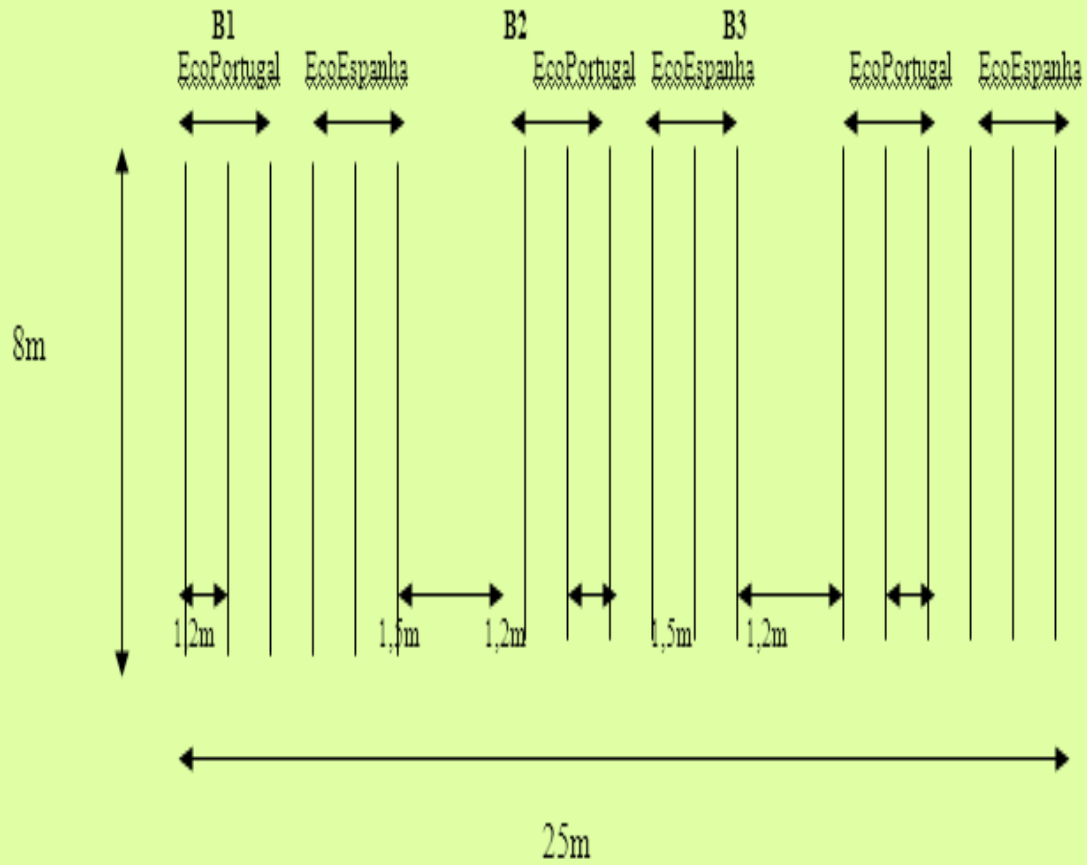 B1 B2 B3
EcoPortugal EcoEspanha EcoPortugal EcoEspanha EcoPortugal EcoEspanha
8m
1,2m 1,5m 1,2m 1,5m 1,2m
25m